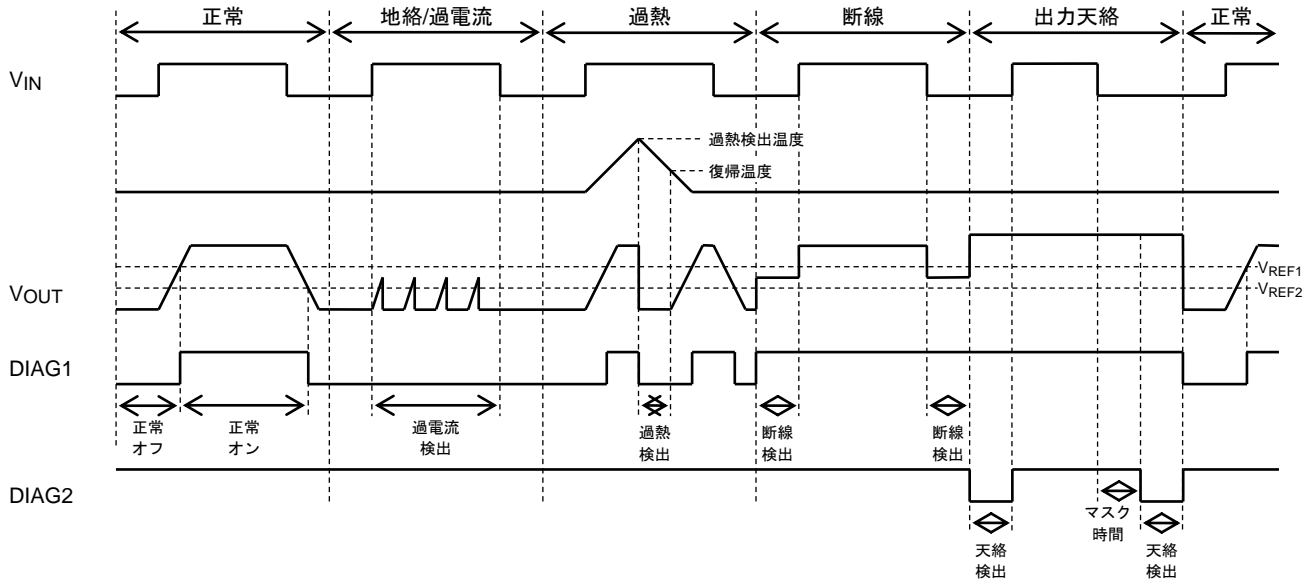 正常
地絡/過電流
過熱
断線
出力天絡
正常
VIN
過熱検出温度
復帰温度
VOUT
VREF1
VREF2
DIAG1
正常
オフ
正常
オン
過電流
検出
過熱
検出
断線
検出
断線
検出
DIAG2
マスク
時間
天絡
検出
天絡
検出